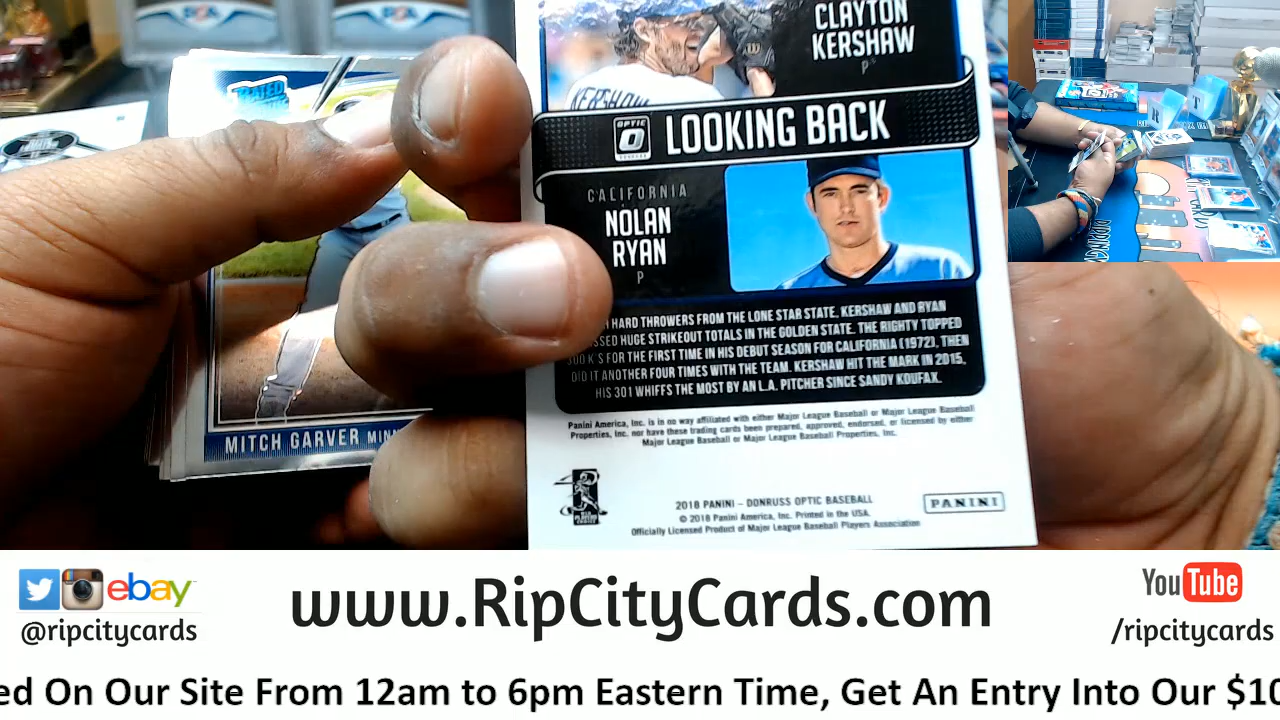 CLAYTON
KERSHAW
P
KERSHAW
RATED
OPTIC
LOOKING BACK
CALIFORNIA
NOLAN
RYAN
P
HARD THROWERS FROM THE LONE STAR STATE, KERSHAW AND RYAN
HUGE STRIKEOUT TOTALS IN THE GOLDEN STATE. THE RIGHTY TOPPED
300 K'S FOR THE FIRST TIME IN HIS DEBUT SEASON FOR CALIFORNIA (1972), THEN
DID IT ANOTHER FOUR TIMES WITH THE TEAM. KERSHAW HIT THE MARK IN 2015,
HIS 301 WHIFFS THE MOST BY AN L.A. PITCHER SINCE SANDY KOUFAX.
MITCH GARVER MINN
Panini America, Inc. is in no way affiliated with either Major League Baseball or Major League Baseball
Properties, Inc. nor have these trading cards been prepared, approved, endorsed, or licensed by either
Major League Baseball or Major League Baseball Properties, Inc.
2018 PANINI – DONRUSS OPTIC BASEBALL
© 2018 Panini America, Inc. Printed in the USA.
Officially Licensed Product of Major League Baseball Players Association
PANINI
ebay
@ripcitycards
www.RipCityCards.com
YouTube
/ripcitycards
ed On Our Site From 12am to 6pm Eastern Time, Get An Entry Into Our $10